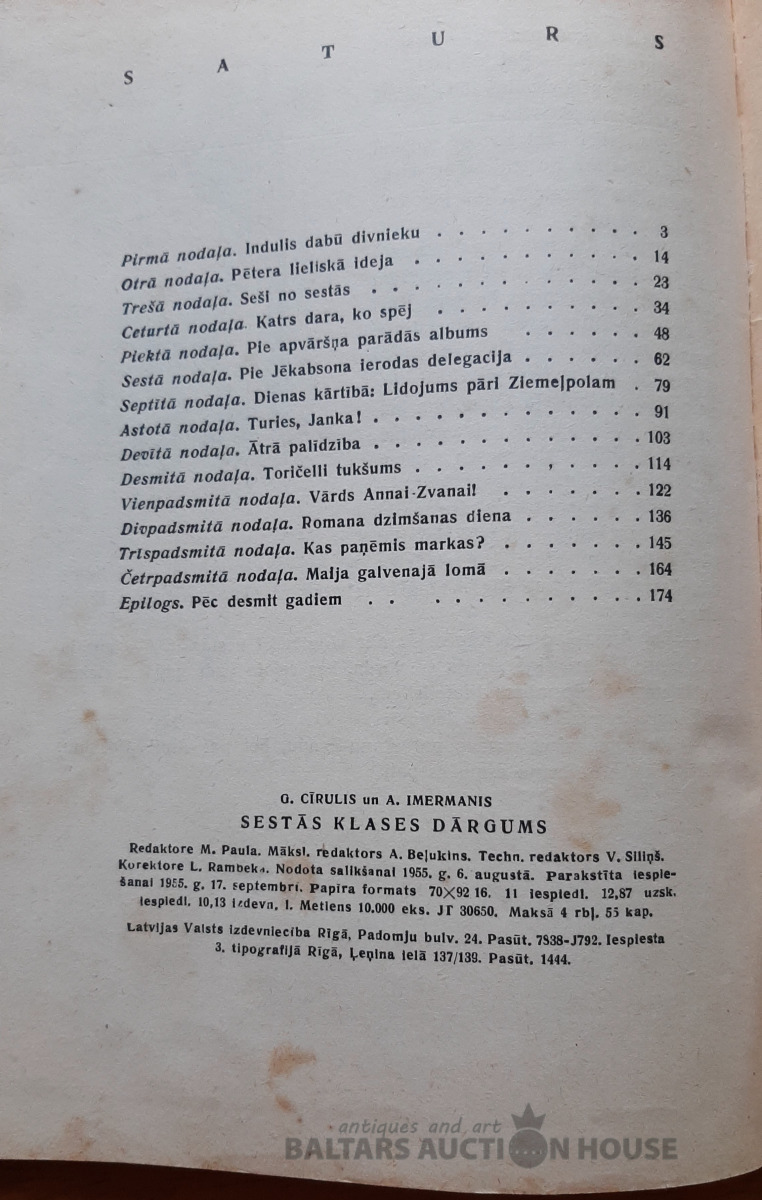 SATURS
Pirmā nodaļa. Indulis dabū divnieku . . . . . . . . . . 3
Otrā nodaļa. Pētera lieliskā ideja . . . . . . . . . . . 14
Trešā nodaļa. Seši no sestās . . . . . . . . . . . . 23
Ceturtā nodaļa. Katrs dara, ko spēj . . . . . . . . . . 34
Piektā nodaļa. Pie apvāršņa parādās albums . . . . . . 48
Sestā nodaļa. Pie Jēkabsona ierodas delegacija . . . . . . 62
Septītā nodaļa. Dienas kārtībā: Lidojums pāri Ziemeļpolam . 79
Astotā nodaļa. Turies, Janka! . . . . . . . . . . . . . 91
Devītā nodaļa. Ātrā palīdzība . . . . . . . . . . . . . 103
Desmitā nodaļa. Toričelli tukšums . . . . . . , . . . . 114
Vienpadsmitā nodaļa. Vārds Annai-Zvanai! . . . . . . . 122
Divpadsmitā nodaļa. Romana dzimšanas diena . . . . . . 136
Trīspadsmitā nodaļa. Kas paņēmis markas? . . . . . . . 145
Četrpadsmitā nodaļa. Maija galvenajā lomā . . . . . . . 164
Epilogs. Pēc desmit gadiem . . . . . . . . . . . . 174
G. CĪRULIS un A. IMERMANIS
SESTĀS KLASES DĀRGUMS
Redaktore M. Paula. Māksl. redaktors A. Beļukins. Techn. redaktors V. Siliņš.
Korektore L. Rambeka. Nodota salikšanai 1955. g. 6. augustā. Parakstīta iespie-
šanai 1955. g. 17. septembrī. Papīra formats 70×92 16. 11 iespiedl. 12,87 uzsk.
iespiedl. 10,13 izdevn. l. Metiens 10.000 eks. JT 30650. Maksā 4 rbļ. 55 kap.
Latvijas Valsts izdevniecība Rīgā, Padomju bulv. 24. Pasūt. 7838-J792. Iespiesta
3. tipografijā Rīgā, Ļeņina ielā 137/139. Pasūt. 1444.
antiques and art
BALTARS AUCTION HOUSE